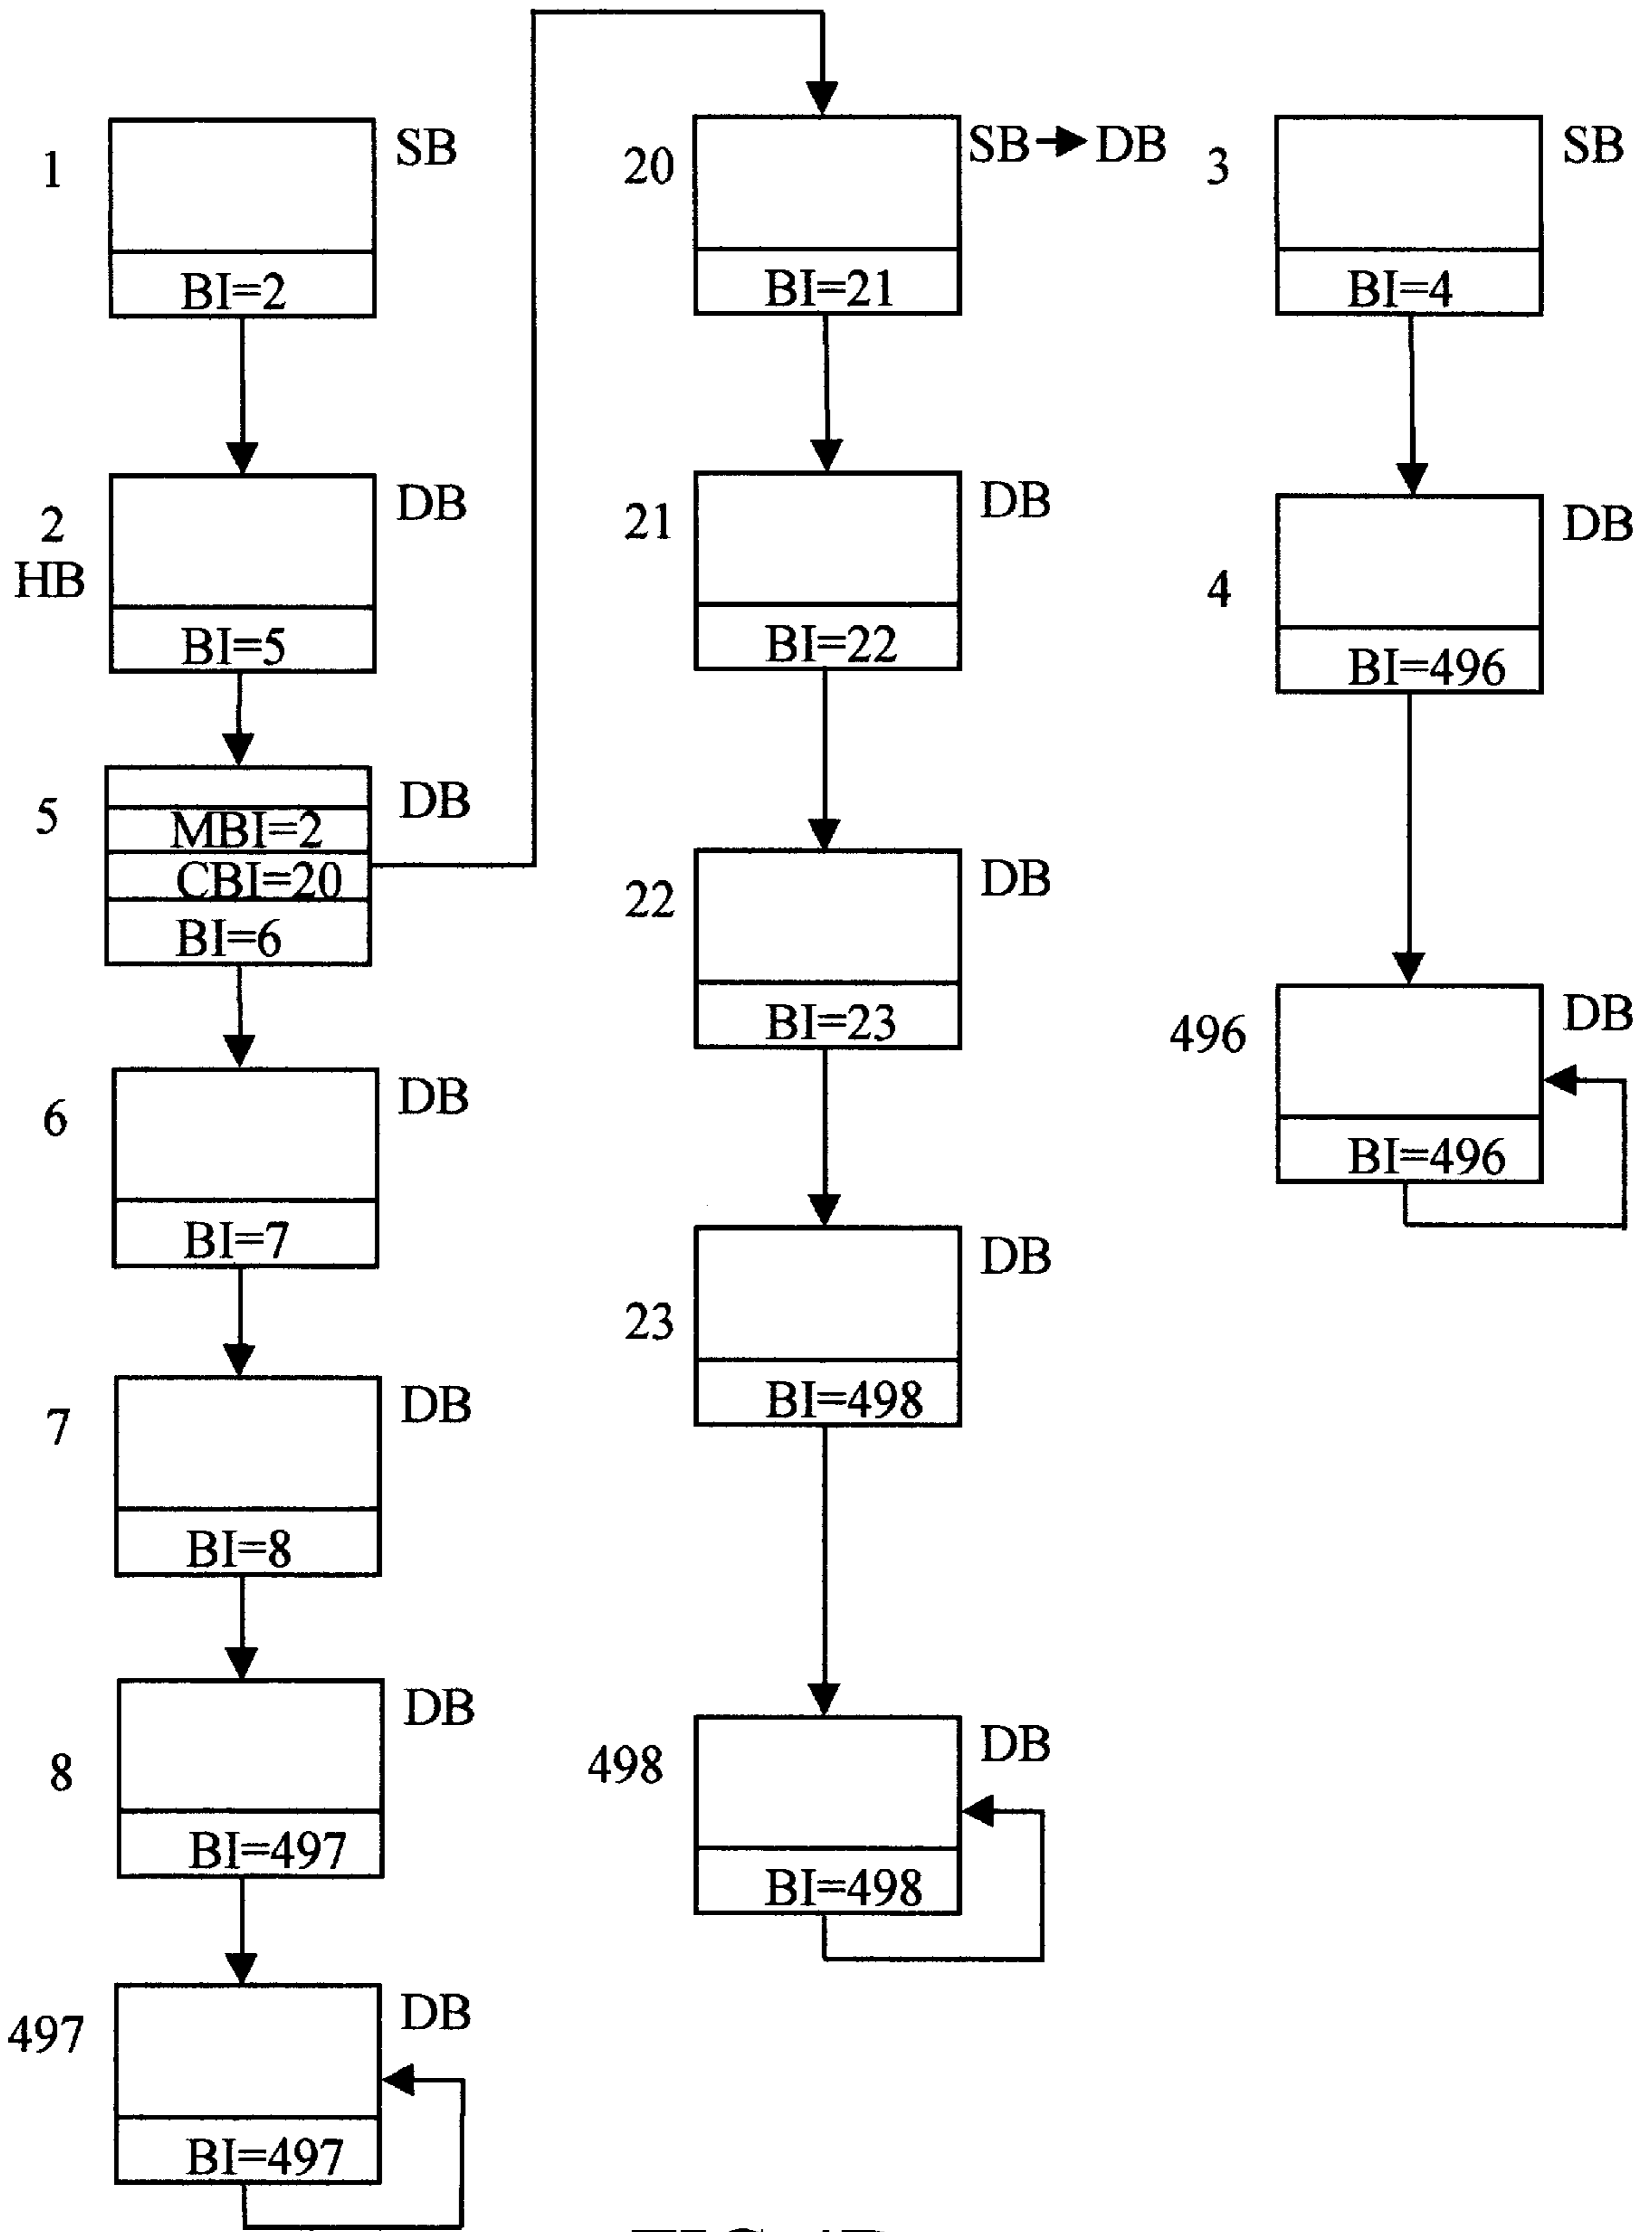 1
SB
BI=2
2
HB
DB
BI=5
5
DB
MBI=2
CBI=20
BI=6
6
DB
BI=7
7
DB
BI=8
8
DB
BI=497
497
DB
BI=497
20
SB → DB
BI=21
21
DB
BI=22
22
DB
BI=23
23
DB
BI=498
498
DB
BI=498
3
SB
BI=4
4
DB
BI=496
496
DB
BI=496